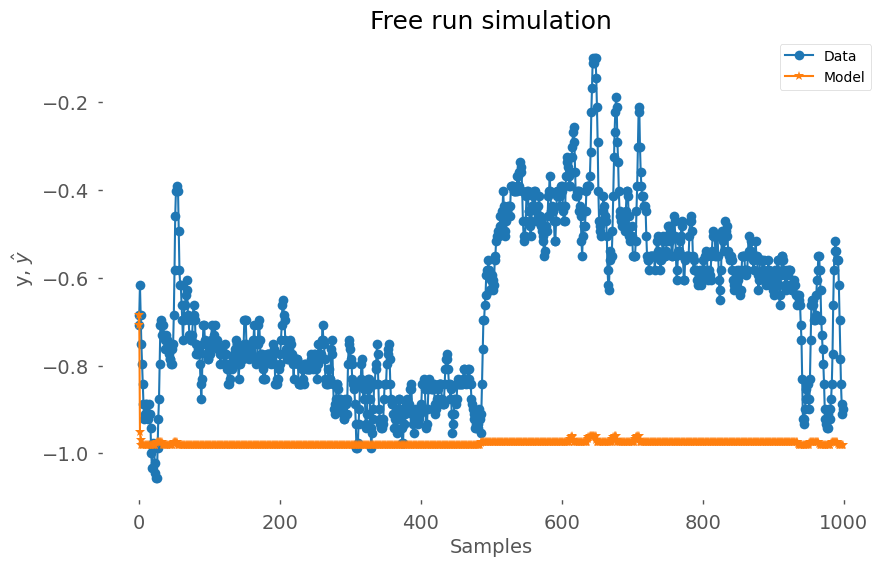 Free run simulation
Data
Model
−0.2
−0.4
−0.6
−0.8
−1.0
y, ŷ
0
200
400
600
800
1000
Samples